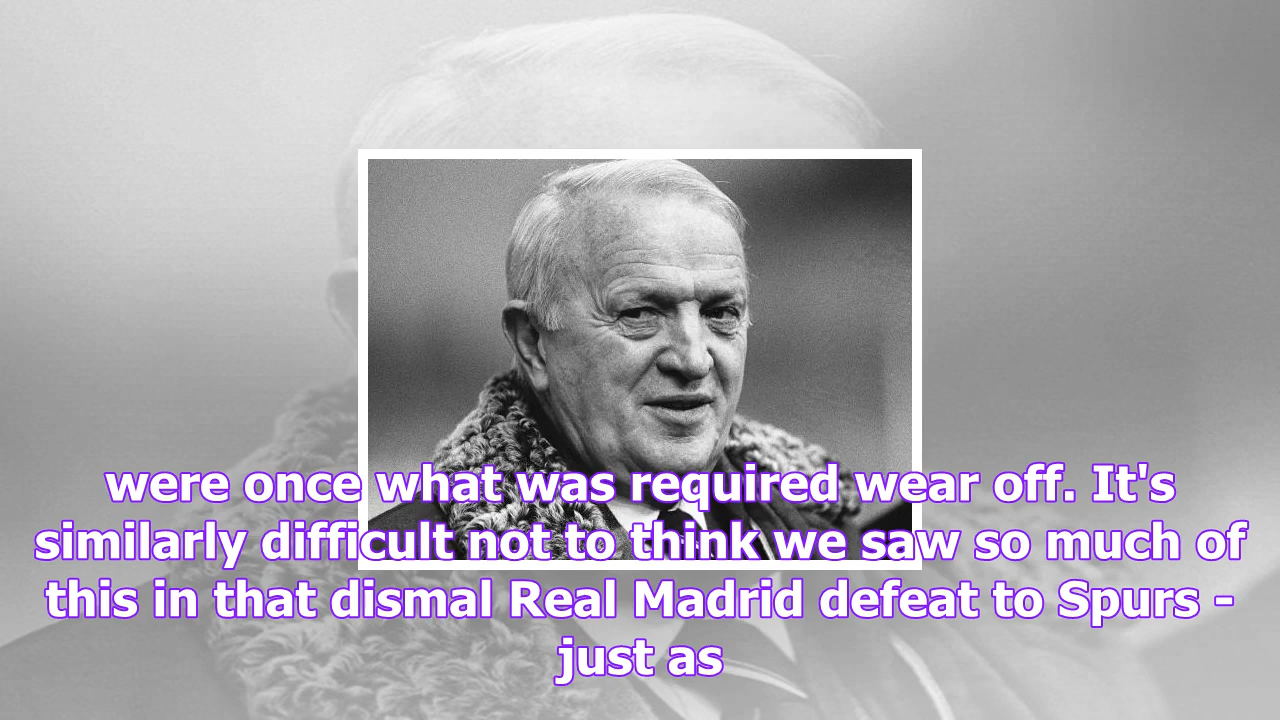 were once what was required wear off. It's
similarly difficult not to think we saw so much of
this in that dismal Real Madrid defeat to Spurs -
just as